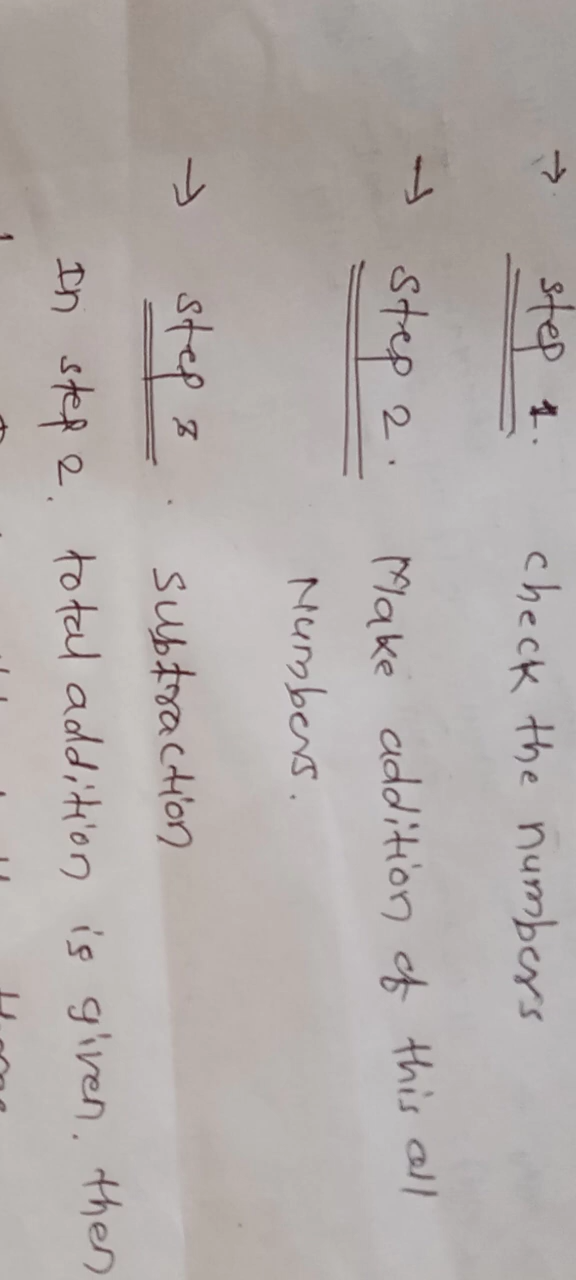 → step 1. check the numbers
→ step 2. Make addition of this all
Numbers.
→ step 3. subtraction
In step 2. total addition is given. then